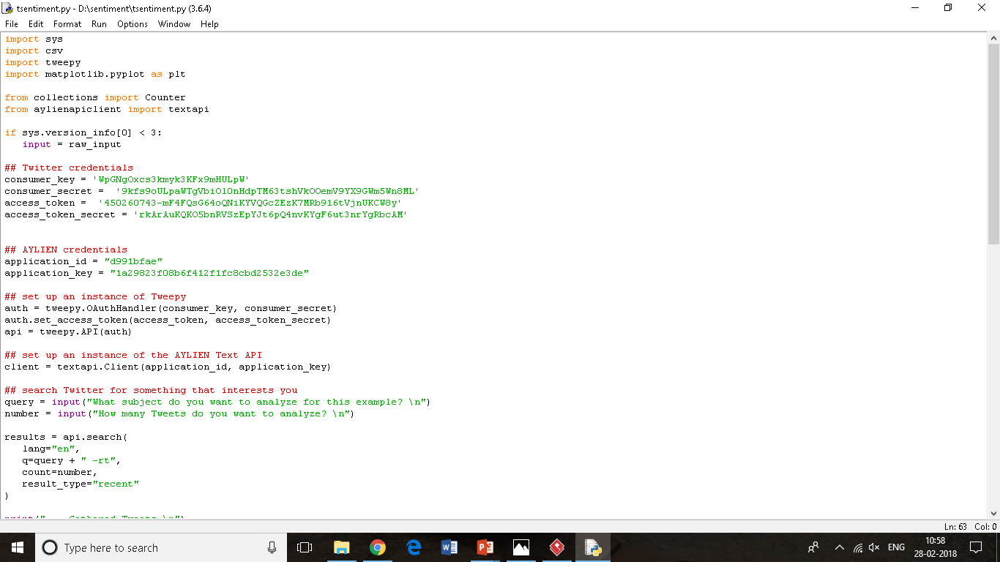 tsentiment.py - D:\sentiment\tsentiment.py (3.6.4)
File Edit Format Run Options Window Help
import sys
import csv
import tweepy
import matplotlib.pyplot as plt
from collections import Counter
from aylienapiclient import textapi
if sys.version_info[0] < 3:
   input = raw_input
## Twitter credentials
consumer_key = 'WpGNgOxcs3kmyk3KFx9mHULpW'
consumer_secret =  '9kfs9oULpaWTgVbiOlOnHdpTM63tshVkOOemV9YX9GWm5Wn8ML'
access_token =  '450260743-mF4FQsG64oQNiKYVQGcZEzK7MRb916tVjnUKCW8y'
access_token_secret = 'rkArAuKQKO5bnRVSzEpYJt6pQ4nvKYgF6ut3nrYgRbcAM'
## AYLIEN credentials
application_id = "d991bfae"
application_key = "1a29823f08b6f412f1fc8cbd2532e3de"
## set up an instance of Tweepy
auth = tweepy.OAuthHandler(consumer_key, consumer_secret)
auth.set_access_token(access_token, access_token_secret)
api = tweepy.API(auth)
## set up an instance of the AYLIEN Text API
client = textapi.Client(application_id, application_key)
## search Twitter for something that interests you
query = input("What subject do you want to analyze for this example? \n")
number = input("How many Tweets do you want to analyze? \n")
results = api.search(
   lang="en",
   q=query + " -rt",
   count=number,
   result_type="recent"
)
Ln: 63 Col: 0
Type here to search
ENG
10:58
28-02-2018